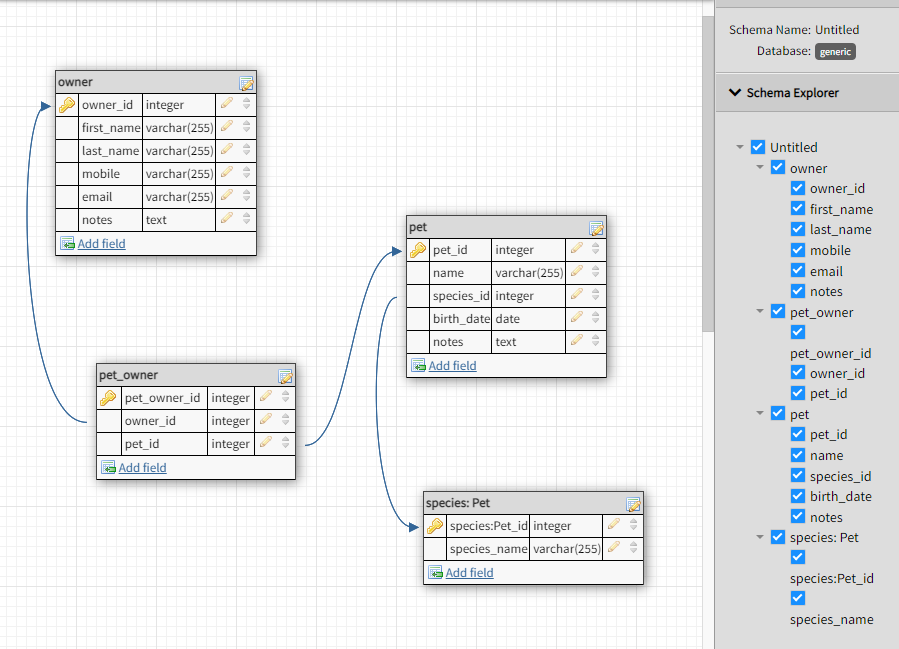 owner
owner_id integer
first_name varchar(255)
last_name varchar(255)
mobile varchar(255)
email varchar(255)
notes text
Add field
pet
pet_id integer
name varchar(255)
species_id integer
birth_date date
notes text
Add field
pet_owner
pet_owner_id integer
owner_id integer
pet_id integer
Add field
species: Pet
species:Pet_id integer
species_name varchar(255)
Add field
Schema Name: Untitled
Database: generic
Schema Explorer
Untitled
owner
owner_id
first_name
last_name
mobile
email
notes
pet_owner
pet_owner_id
owner_id
pet_id
pet
pet_id
name
species_id
birth_date
notes
species: Pet
species:Pet_id
species_name